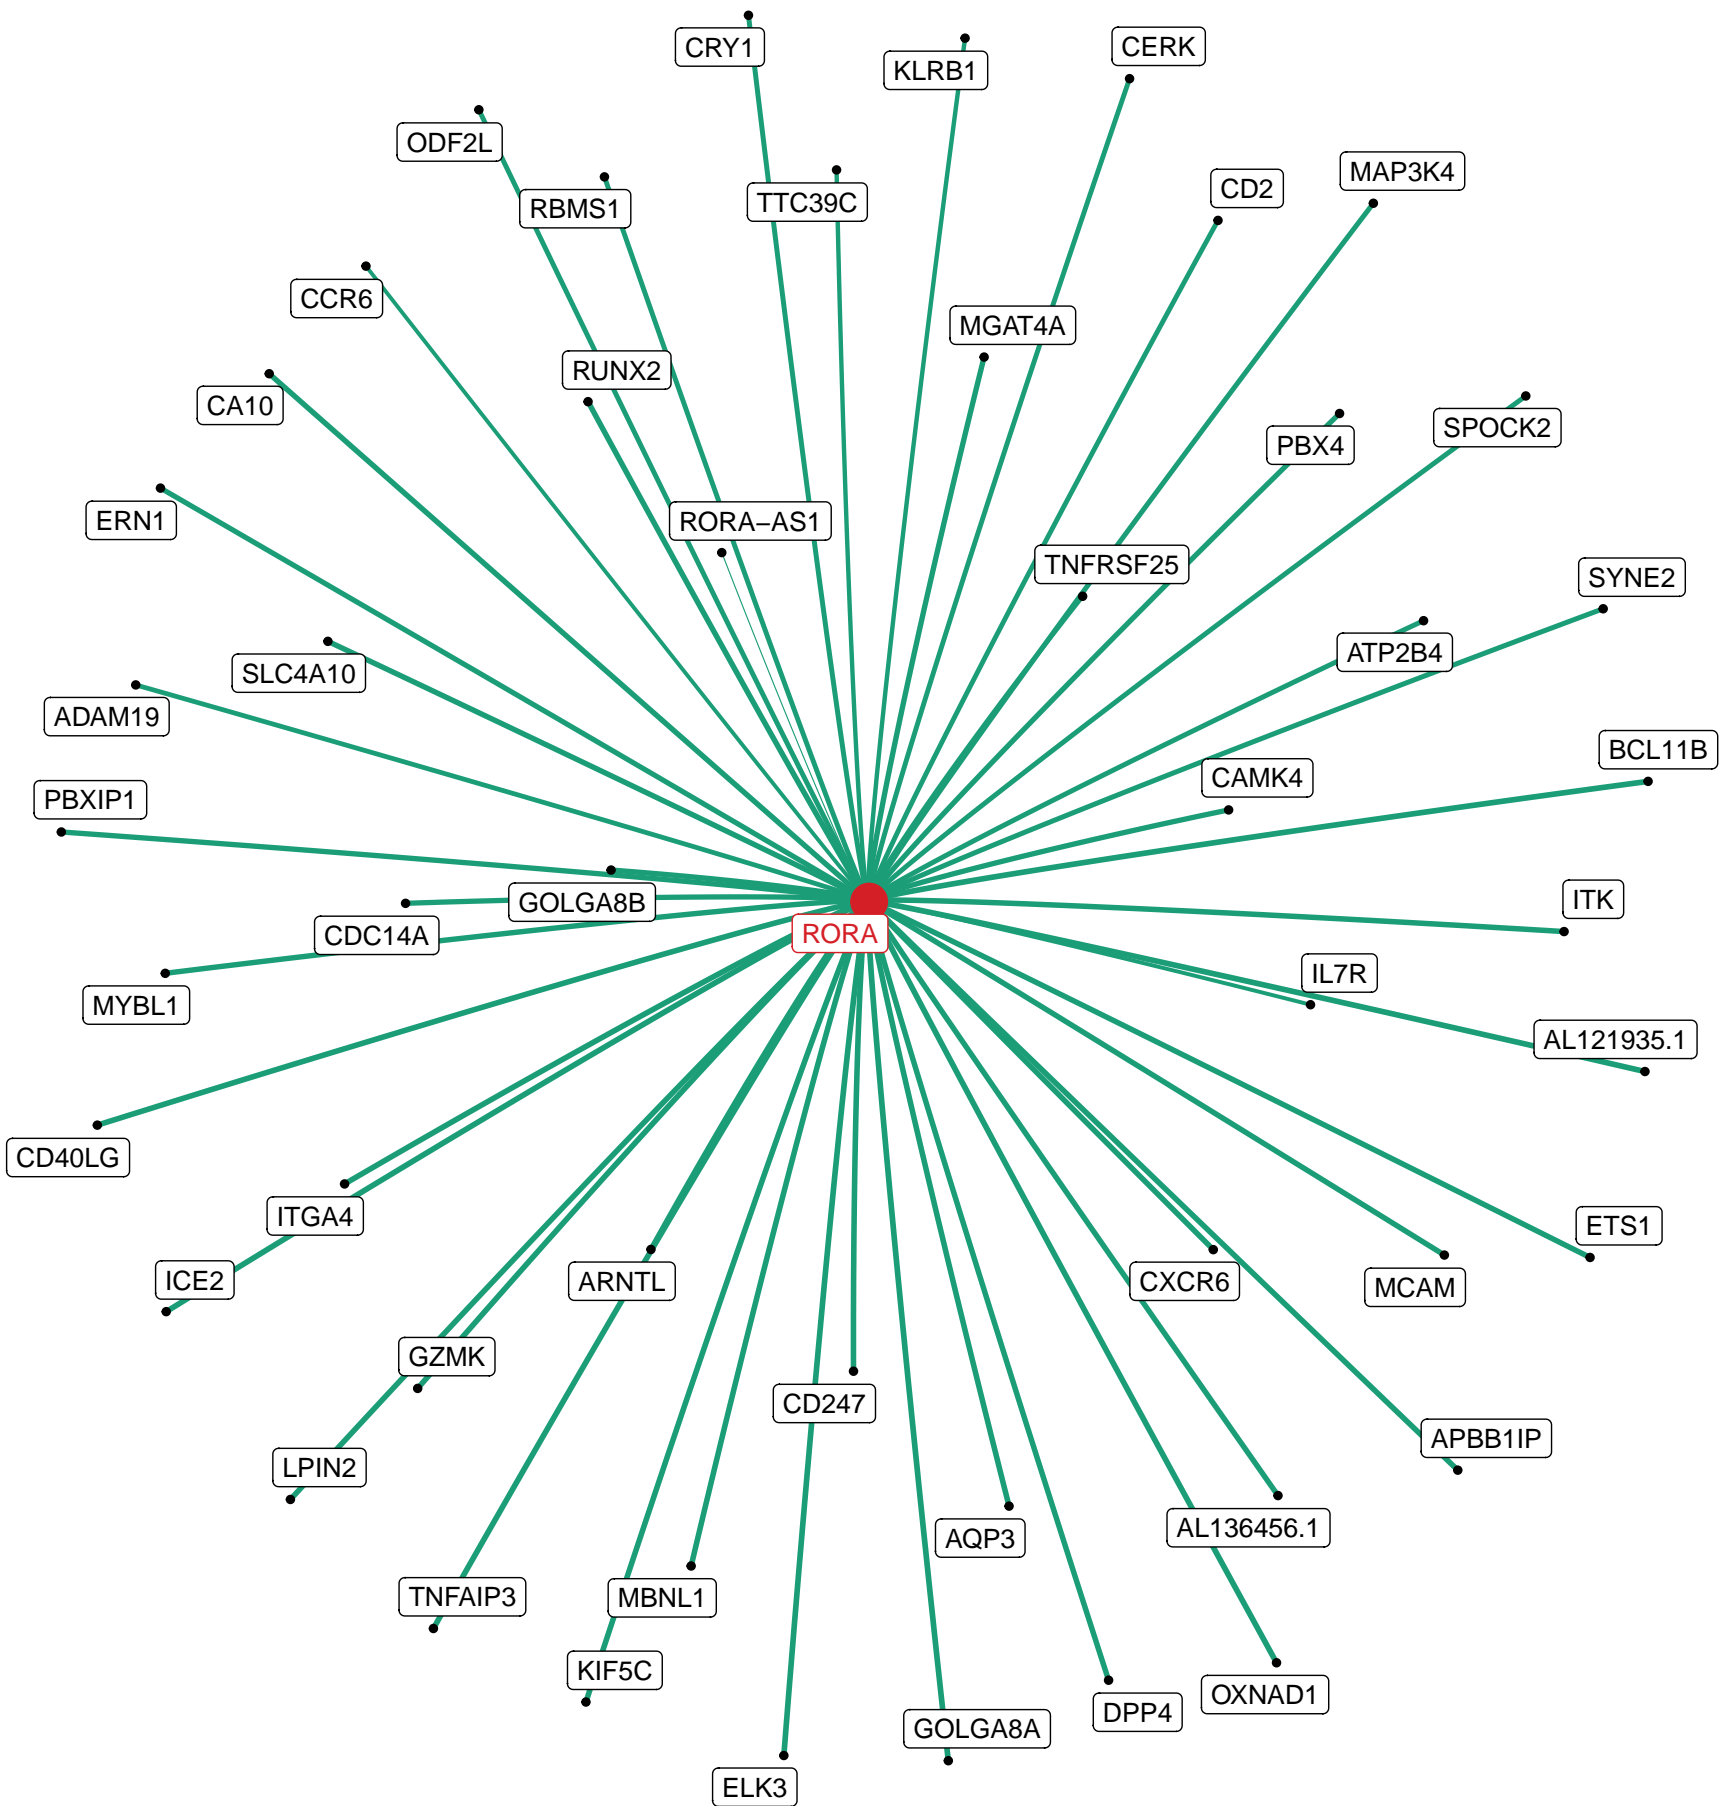 CRY1
CERK
KLRB1
ODF2L
MAP3K4
CD2
TTC39C
RBMS1
CCR6
MGAT4A
RUNX2
CA10
SPOCK2
PBX4
ERN1
RORA−AS1
TNFRSF25
SYNE2
ATP2B4
SLC4A10
ADAM19
BCL11B
CAMK4
PBXIP1
ITK
GOLGA8B
CDC14A
RORA
IL7R
MYBL1
AL121935.1
CD40LG
ITGA4
ETS1
ICE2
ARNTL
CXCR6
MCAM
GZMK
CD247
APBB1IP
LPIN2
AL136456.1
AQP3
TNFAIP3
MBNL1
KIF5C
OXNAD1
DPP4
GOLGA8A
ELK3